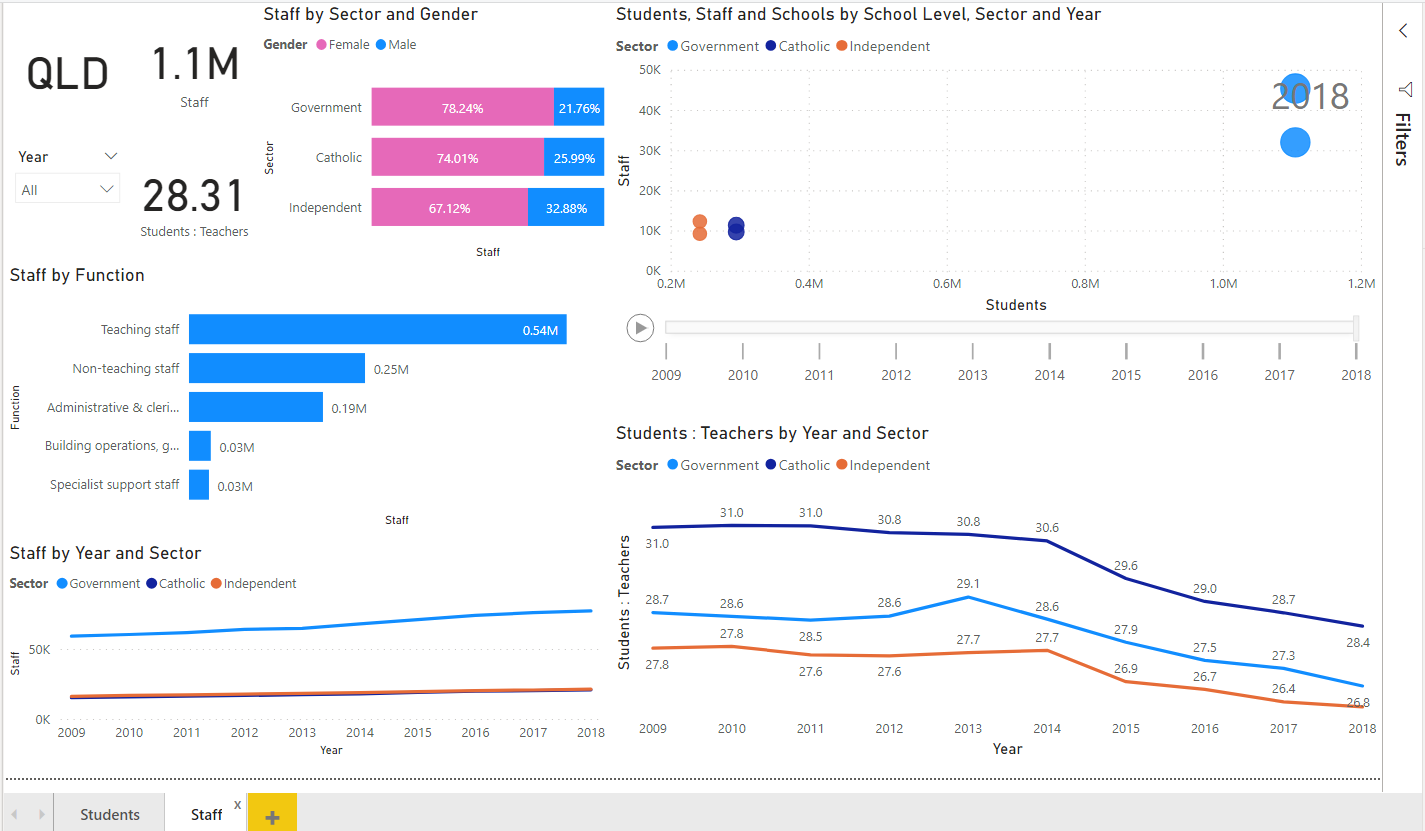 QLD
1.1M
Staff
Year
All
28.31
Students : Teachers
Staff by Sector and Gender
Gender Female Male
Sector
Government 78.24% 21.76%
Catholic 74.01% 25.99%
Independent 67.12% 32.88%
Staff
Staff by Function
Function
Teaching staff 0.54M
Non-teaching staff 0.25M
Administrative & cleri... 0.19M
Building operations, g... 0.03M
Specialist support staff 0.03M
Staff
Staff by Year and Sector
Sector Government Catholic Independent
Staff
50K
0K
2009 2010 2011 2012 2013 2014 2015 2016 2017 2018
Year
Students, Staff and Schools by School Level, Sector and Year
Sector Government Catholic Independent
2018
Staff
50K
40K
30K
20K
10K
0K
0.2M 0.4M 0.6M 0.8M 1.0M 1.2M
Students
2009 2010 2011 2012 2013 2014 2015 2016 2017 2018
Students : Teachers by Year and Sector
Sector Government Catholic Independent
Students : Teachers
31.0 31.0 31.0 30.8 30.8 30.6 29.6 29.0 28.7 28.4
28.7 28.6 28.5 28.6 29.1 28.6 27.9 27.5 27.3 26.8
27.8 27.8 27.6 27.6 27.7 27.7 26.9 26.7 26.4
2009 2010 2011 2012 2013 2014 2015 2016 2017 2018
Year
Filters
Students
Staff x